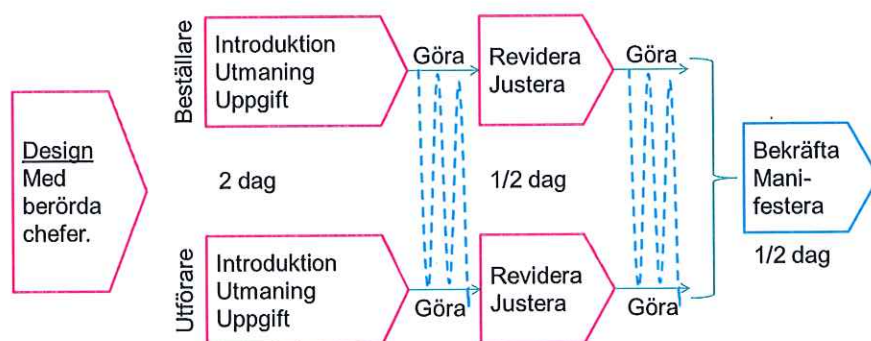 Design
Med
berörda
chefer.
Beställare
Introduktion
Utmaning
Uppgift
Göra
Revidera
Justera
Göra
2 dag
1/2 dag
Utförare
Introduktion
Utmaning
Uppgift
Göra
Revidera
Justera
Göra
Bekräfta
Mani-
festera
1/2 dag